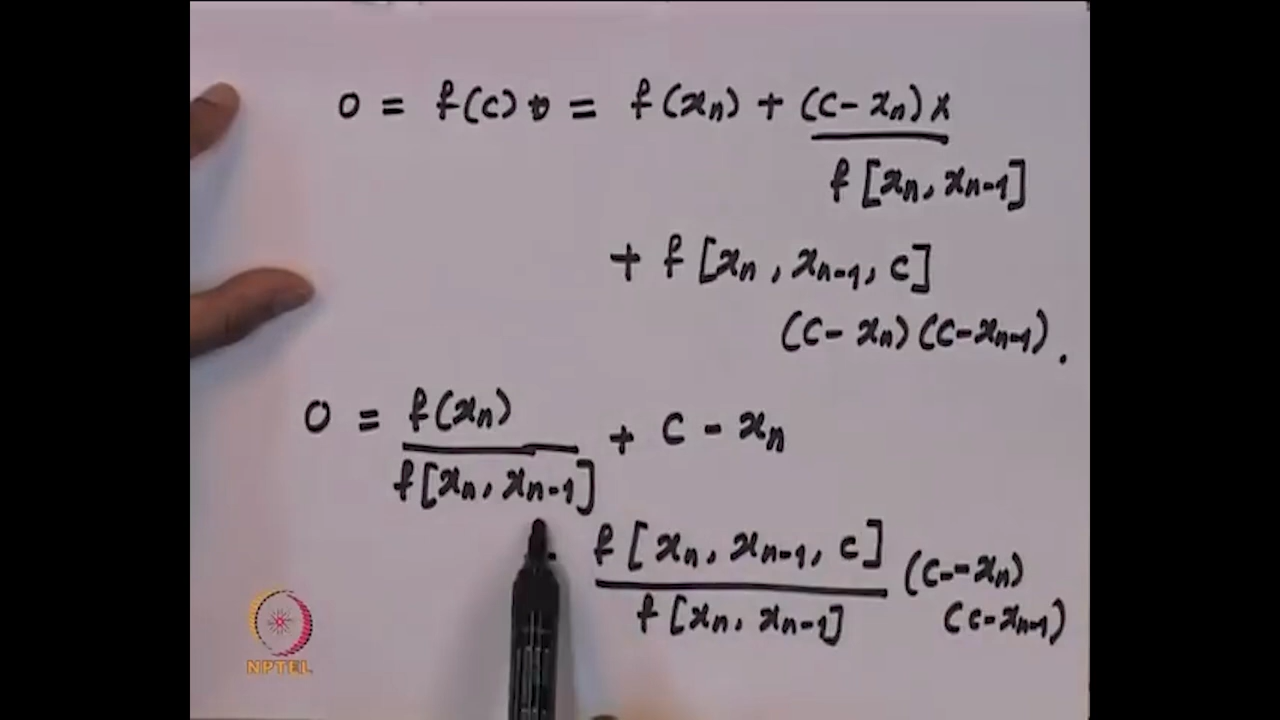 0 = f(c) = f(xₙ) + (c - xₙ) ×
f[xₙ, xₙ₋₁]
+ f[xₙ, xₙ₋₁, c]
(c - xₙ)(c - xₙ₋₁).
0 = f(xₙ) / f[xₙ, xₙ₋₁] + c - xₙ
f[xₙ, xₙ₋₁, c] / f[xₙ, xₙ₋₁] (c - xₙ)
(c - xₙ₋₁)
NPTEL